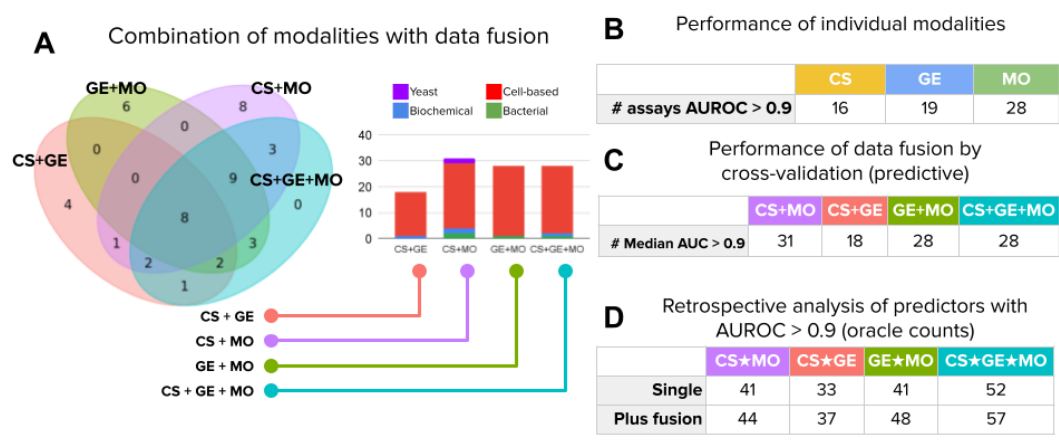 A
Combination of modalities with data fusion
GE+MO
CS+MO
CS+GE
CS+GE+MO
6
8
0
3
0
0
9
0
4
8
1
2
2
3
1
Yeast
Cell-based
Biochemical
Bacterial
40
30
20
10
0
CS+GE
CS+MO
GE+MO
CS+GE+MO
CS + GE
CS + MO
GE + MO
CS + GE + MO
B
Performance of individual modalities
CS GE MO
# assays AUROC > 0.9 16 19 28
C
Performance of data fusion by
cross-validation (predictive)
CS+MO CS+GE GE+MO CS+GE+MO
# Median AUC > 0.9 31 18 28 28
D
Retrospective analysis of predictors with
AUROC > 0.9 (oracle counts)
CS★MO CS★GE GE★MO CS★GE★MO
Single 41 33 41 52
Plus fusion 44 37 48 57